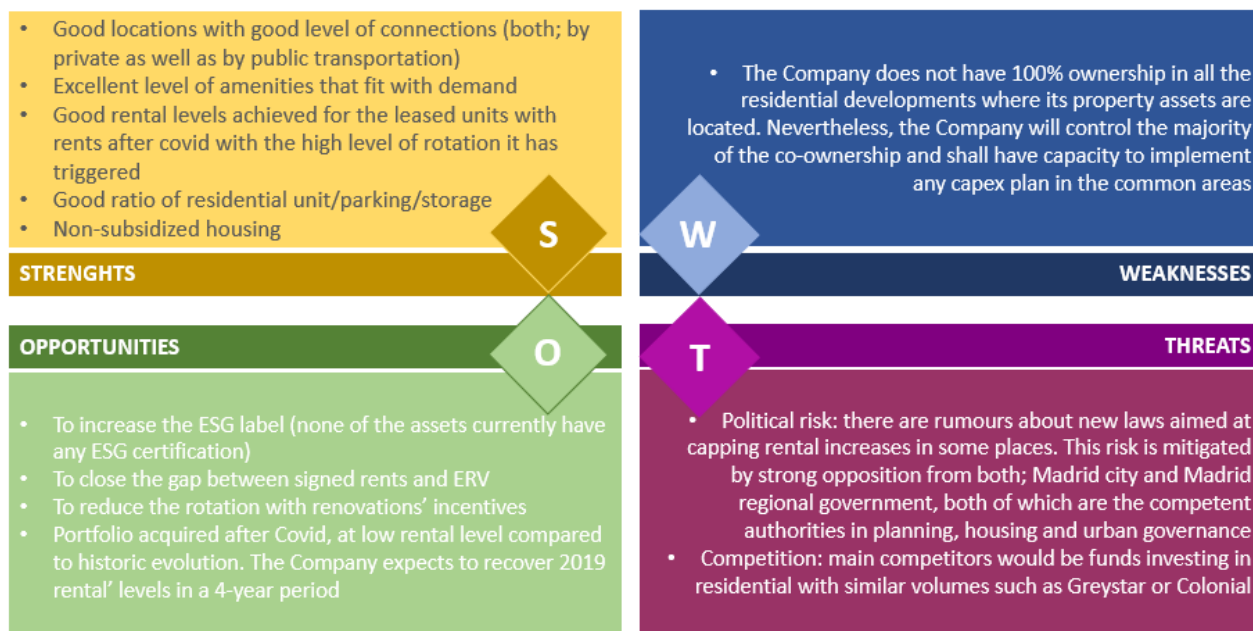 • Good locations with good level of connections (both; by
private as well as by public transportation)
• Excellent level of amenities that fit with demand
• Good rental levels achieved for the leased units with
rents after covid with the high level of rotation it has
triggered
• Good ratio of residential unit/parking/storage
• Non-subsidized housing
S
STRENGHTS
• The Company does not have 100% ownership in all the
residential developments where its property assets are
located. Nevertheless, the Company will control the majority
of the co-ownership and shall have capacity to implement
any capex plan in the common areas
W
WEAKNESSES
OPPORTUNITIES
O
• To increase the ESG label (none of the assets currently have
any ESG certification)
• To close the gap between signed rents and ERV
• To reduce the rotation with renovations’ incentives
• Portfolio acquired after Covid, at low rental level compared
to historic evolution. The Company expects to recover 2019
rental’ levels in a 4-year period
T
THREATS
• Political risk: there are rumours about new laws aimed at
capping rental increases in some places. This risk is mitigated
by strong opposition from both; Madrid city and Madrid
regional government, both of which are the competent
authorities in planning, housing and urban governance
• Competition: main competitors would be funds investing in
residential with similar volumes such as Greystar or Colonial